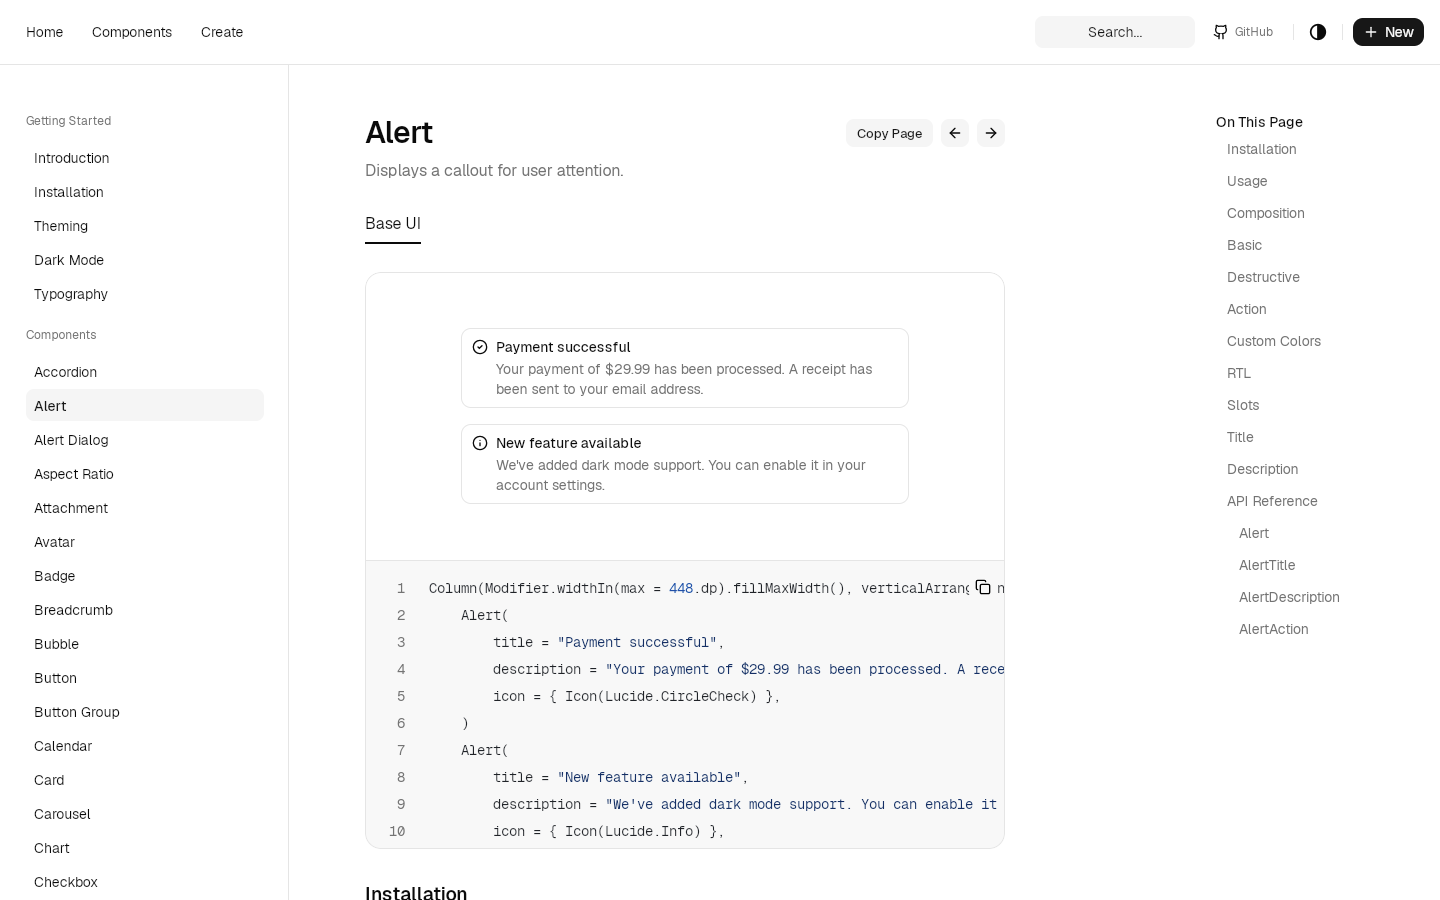 Home
Components
Create
Search...
GitHub
New
Getting Started
Introduction
Installation
Theming
Dark Mode
Typography
Components
Accordion
Alert
Alert Dialog
Aspect Ratio
Attachment
Avatar
Badge
Breadcrumb
Bubble
Button
Button Group
Calendar
Card
Carousel
Chart
Checkbox
Alert
Copy Page
Displays a callout for user attention.
Base UI
Payment successful
Your payment of $29.99 has been processed. A receipt has
been sent to your email address.
New feature available
We've added dark mode support. You can enable it in your
account settings.
1 Column(Modifier.widthIn(max = 448.dp).fillMaxWidth(), verticalArrang
2 Alert(
3 title = "Payment successful",
4 description = "Your payment of $29.99 has been processed. A rece
5 icon = { Icon(Lucide.CircleCheck) },
6 )
7 Alert(
8 title = "New feature available",
9 description = "We've added dark mode support. You can enable it
10 icon = { Icon(Lucide.Info) },
Installation
On This Page
Installation
Usage
Composition
Basic
Destructive
Action
Custom Colors
RTL
Slots
Title
Description
API Reference
Alert
AlertTitle
AlertDescription
AlertAction